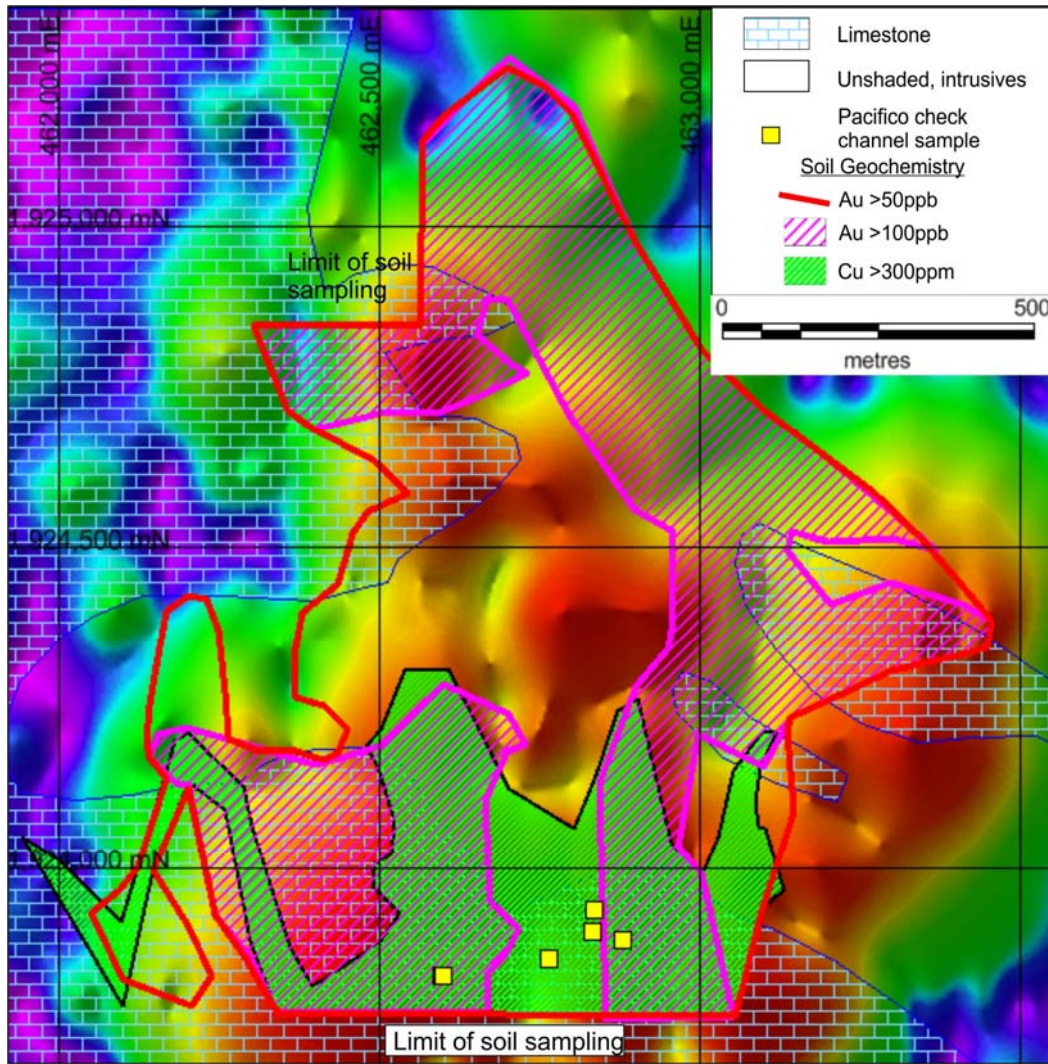 462,000 mE
462,500 mE
463,000 mE
Limestone
Unshaded, intrusives
Pacifico check
channel sample
Soil Geochemistry
Au >50ppb
Au >100ppb
Cu >300ppm
0 500
metres
1,925,000 mN
Limit of soil
sampling
1,924,500 mN
1,924,000 mN
Limit of soil sampling